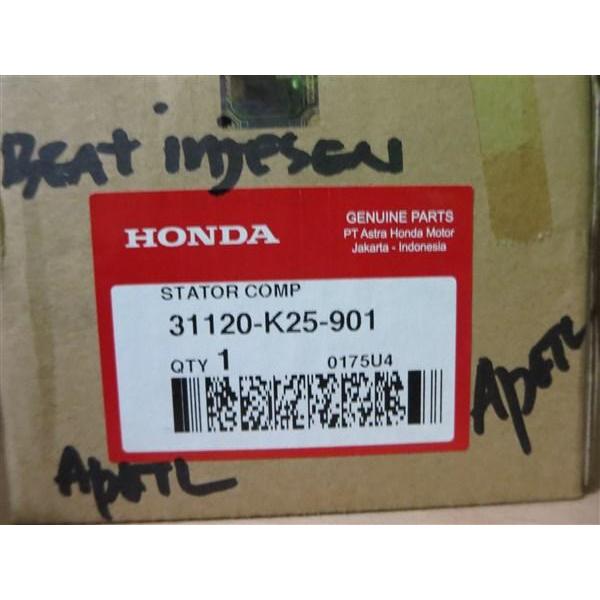 Beat injeseu
HONDA
GENUINE PARTS
PT Astra Honda Motor
Jakarta - Indonesia
STATOR COMP
31120-K25-901
QTY 1
0175U4
ApETL
ApETL